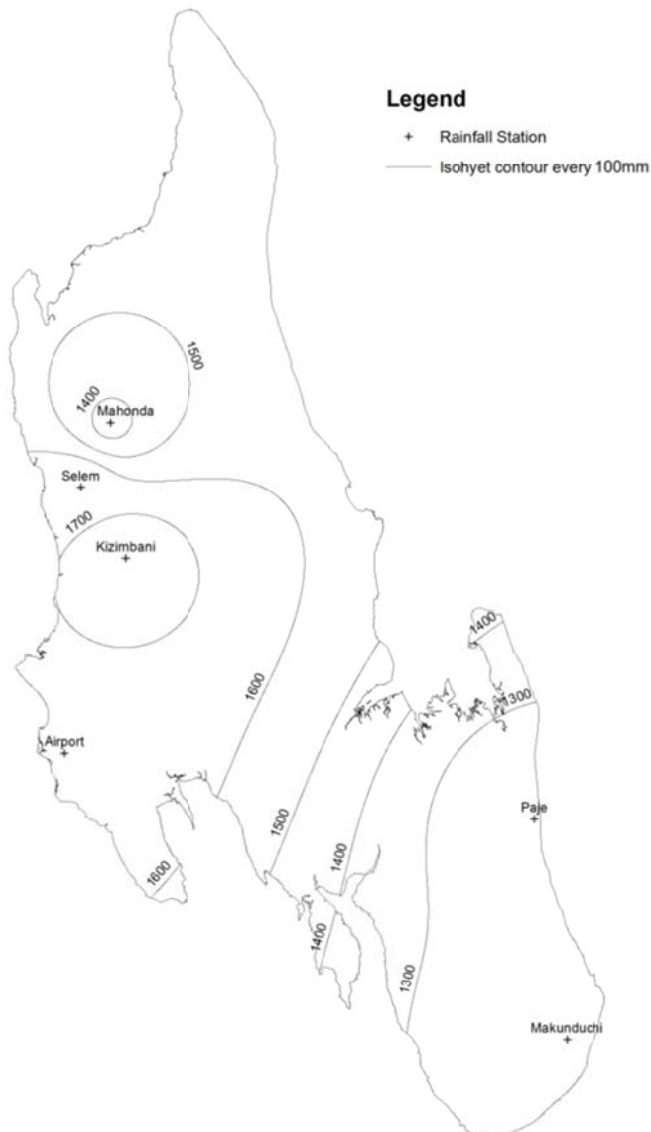 Legend
Rainfall Station
Isohyet contour every 100mm
1500
1400
Mahonda
Selem
1700
Kizimbani
1400
1300
1600
Airport
Paje
1500
1400
1600
1400
1300
Makunduchi